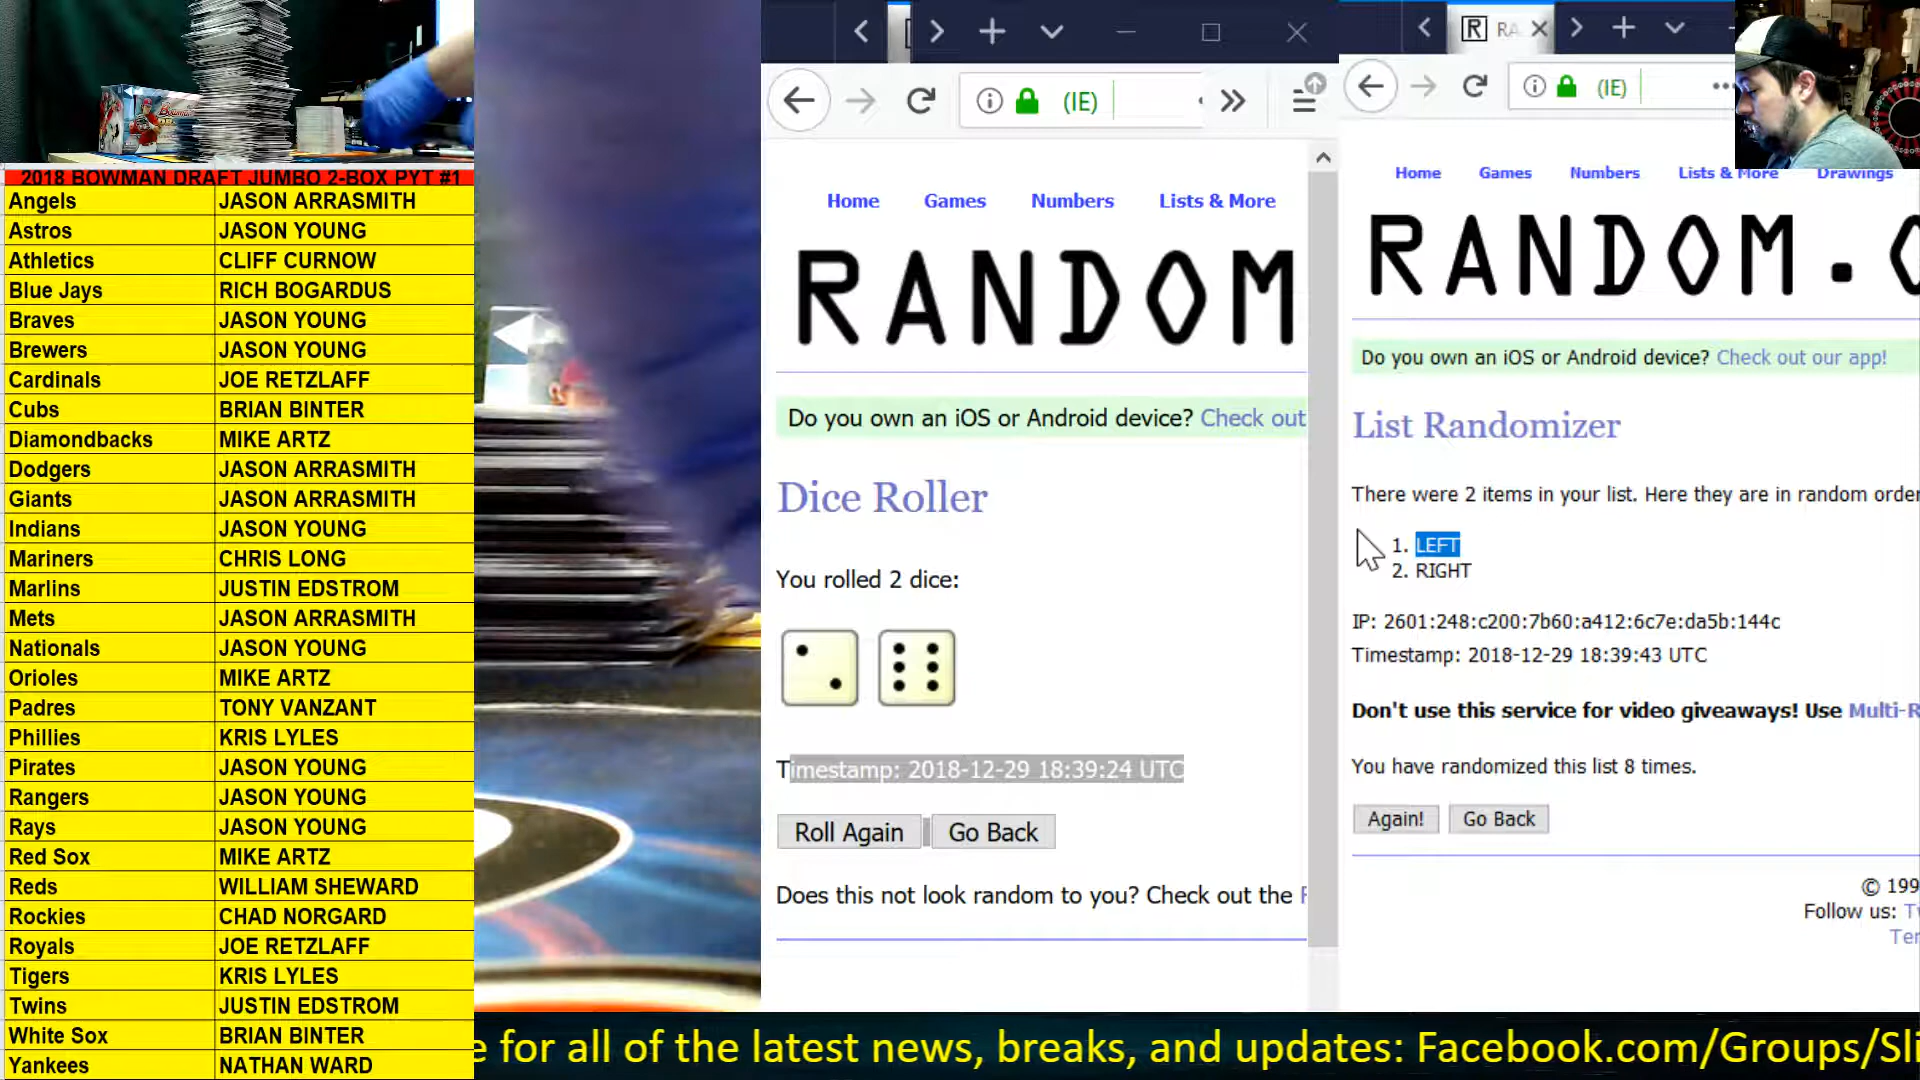 2018 BOWMAN DRAFT JUMBO 2-BOX PYT #1
Angels JASON ARRASMITH
Astros JASON YOUNG
Athletics CLIFF CURNOW
Blue Jays RICH BOGARDUS
Braves JASON YOUNG
Brewers JASON YOUNG
Cardinals JOE RETZLAFF
Cubs BRIAN BINTER
Diamondbacks MIKE ARTZ
Dodgers JASON ARRASMITH
Giants JASON ARRASMITH
Indians JASON YOUNG
Mariners CHRIS LONG
Marlins JUSTIN EDSTROM
Mets JASON ARRASMITH
Nationals JASON YOUNG
Orioles MIKE ARTZ
Padres TONY VANZANT
Phillies KRIS LYLES
Pirates JASON YOUNG
Rangers JASON YOUNG
Rays JASON YOUNG
Red Sox MIKE ARTZ
Reds WILLIAM SHEWARD
Rockies CHAD NORGARD
Royals JOE RETZLAFF
Tigers KRIS LYLES
Twins JUSTIN EDSTROM
White Sox BRIAN BINTER
Yankees NATHAN WARD
(IE)
Home Games Numbers Lists & More
RANDOM
Do you own an iOS or Android device? Check out
Dice Roller
You rolled 2 dice:
Timestamp: 2018-12-29 18:39:24 UTC
Roll Again Go Back
Does this not look random to you? Check out the
R RA
(IE)
Home Games Numbers Lists & More Drawings
RANDOM.
Do you own an iOS or Android device? Check out our app!
List Randomizer
There were 2 items in your list. Here they are in random orde
1. LEFT
2. RIGHT
IP: 2601:248:c200:7b60:a412:6c7e:da5b:144c
Timestamp: 2018-12-29 18:39:43 UTC
Don't use this service for video giveaways! Use Multi-R
You have randomized this list 8 times.
Again! Go Back
© 199
Follow us: T
Ter
e for all of the latest news, breaks, and updates: Facebook.com/Groups/Sli